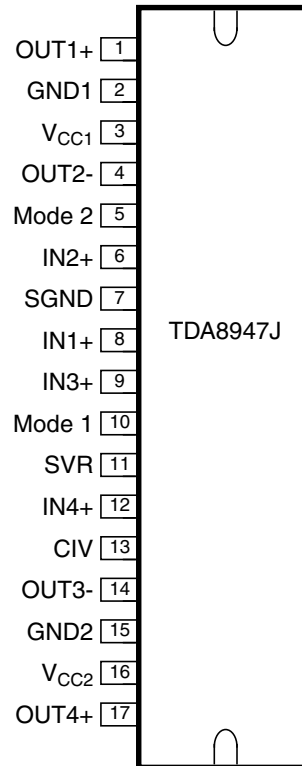 OUT1+ 1
GND1 2
VCC1 3
OUT2- 4
Mode 2 5
IN2+ 6
SGND 7
IN1+ 8
TDA8947J
IN3+ 9
Mode 1 10
SVR 11
IN4+ 12
CIV 13
OUT3- 14
GND2 15
VCC2 16
OUT4+ 17